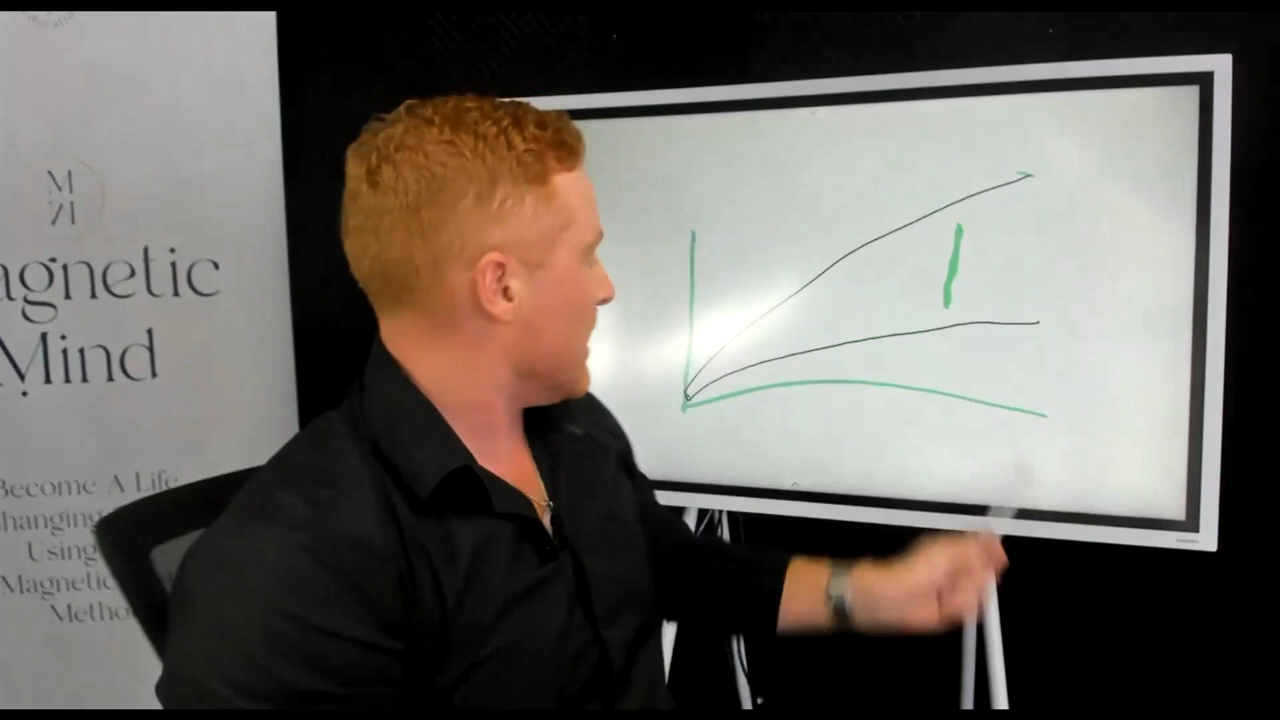 M
M
agnetic
Mind
Become A Life
hanging
Using
Magnetic
Metho